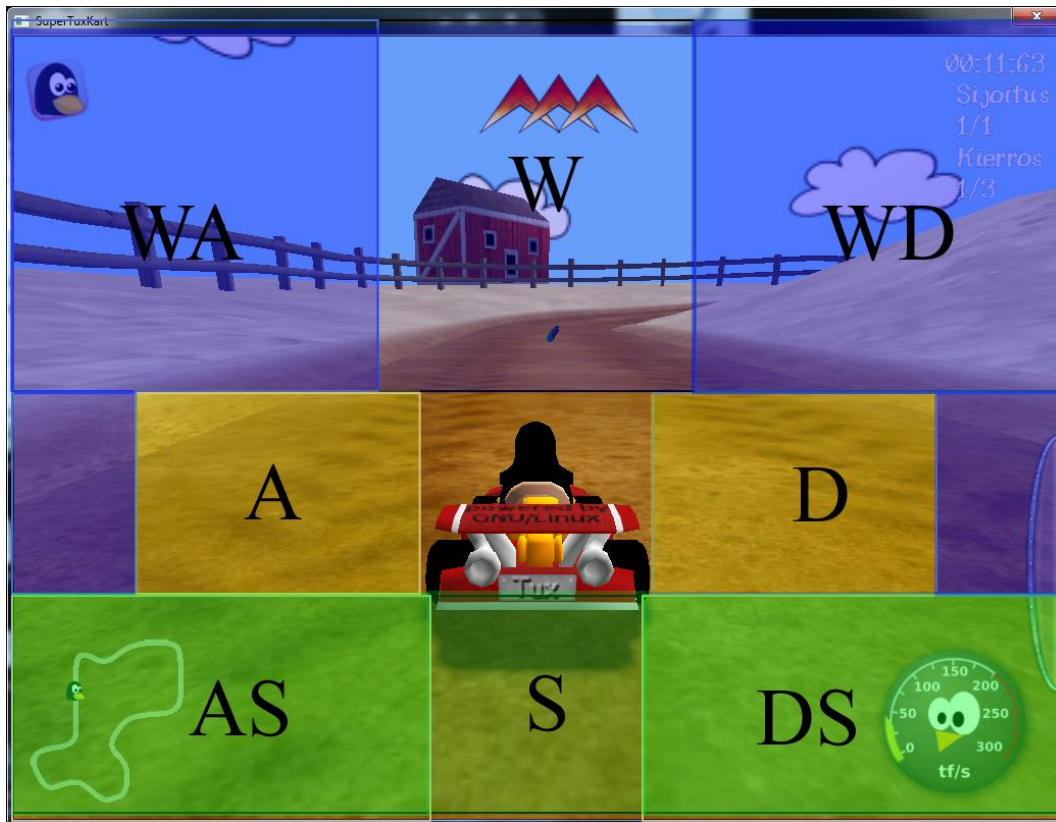 SuperTuxKart
00:11:63
Sijoitus
1/1
Kierros
1/3
W
WA
WD
A
D
powered by
GNU/Linux
Tux
AS
S
DS
0
50
100
150
200
250
300
tf/s